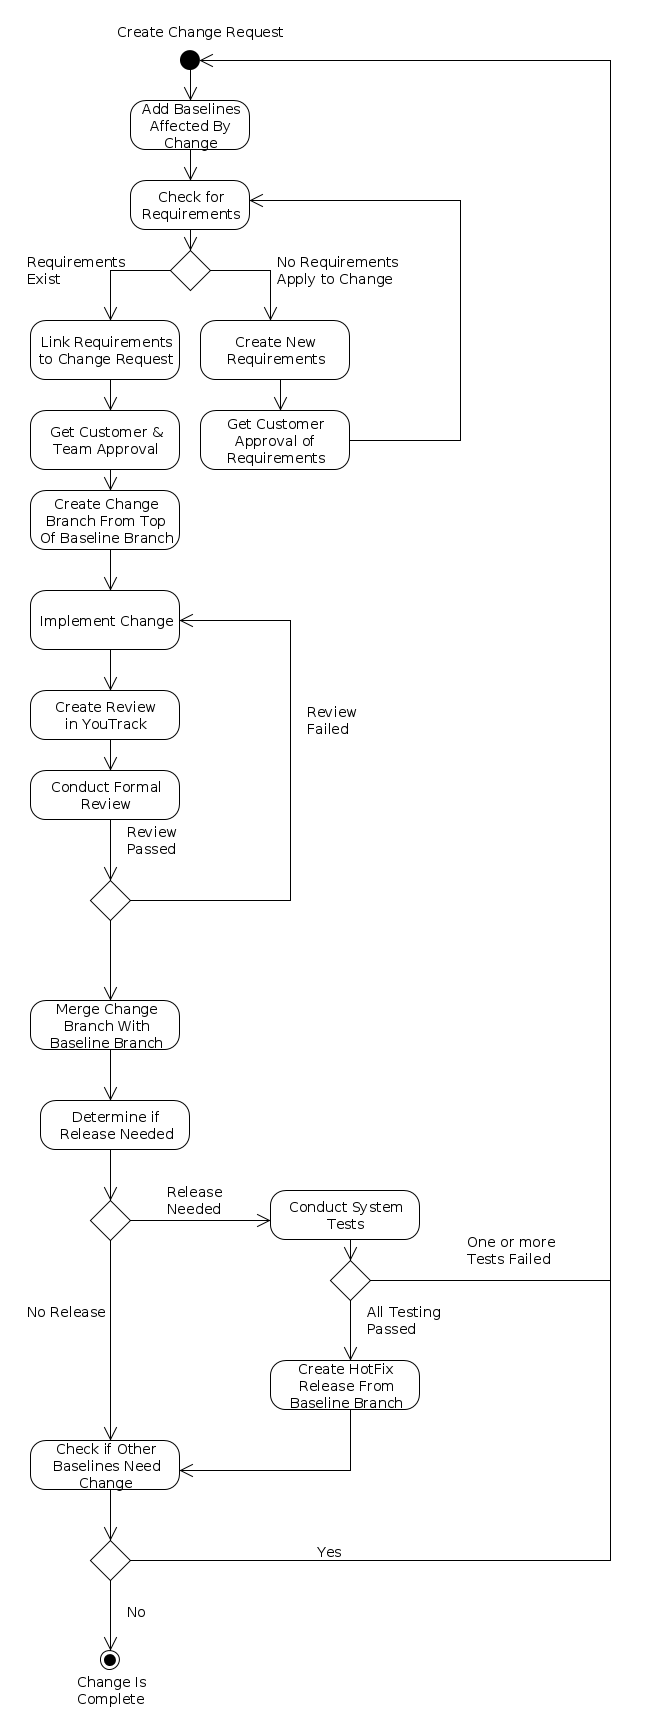 Create Change Request
Add Baselines
Affected By
Change
Check for
Requirements
Requirements
Exist
No Requirements
Apply to Change
Link Requirements
to Change Request
Create New
Requirements
Get Customer &
Team Approval
Get Customer
Approval of
Requirements
Create Change
Branch From Top
Of Baseline Branch
Implement Change
Create Review
in YouTrack
Review
Failed
Conduct Formal
Review
Review
Passed
Merge Change
Branch With
Baseline Branch
Determine if
Release Needed
Release
Needed
Conduct System
Tests
One or more
Tests Failed
No Release
All Testing
Passed
Create HotFix
Release From
Baseline Branch
Check if Other
Baselines Need
Change
Yes
No
Change Is
Complete